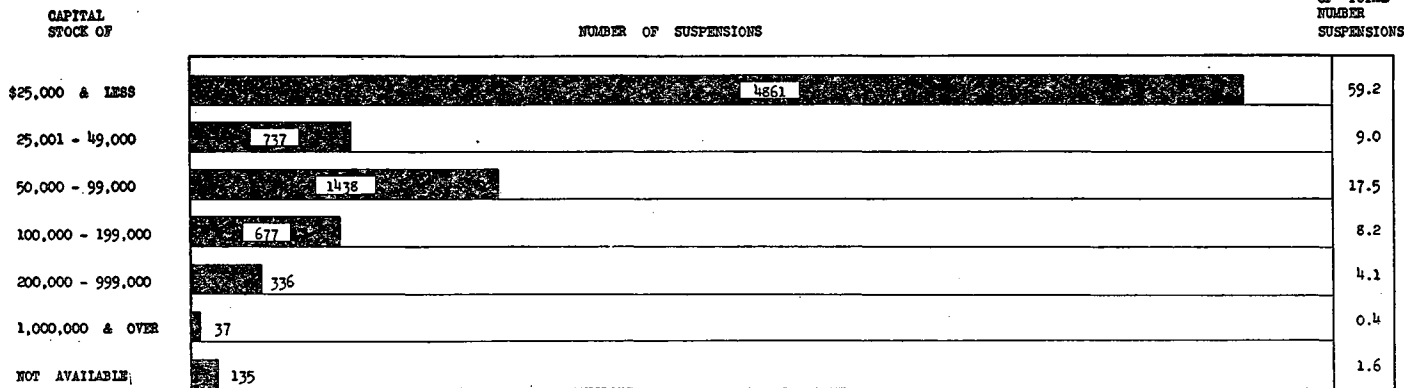 CAPITAL
STOCK OF
NUMBER OF SUSPENSIONS
NUMBER
SUSPENSIONS
$25,000 & LESS 4861 59.2
25,001 - 49,000 737 9.0
50,000 - 99,000 1438 17.5
100,000 - 199,000 677 8.2
200,000 - 999,000 336 4.1
1,000,000 & OVER 37 0.4
NOT AVAILABLE 135 1.6